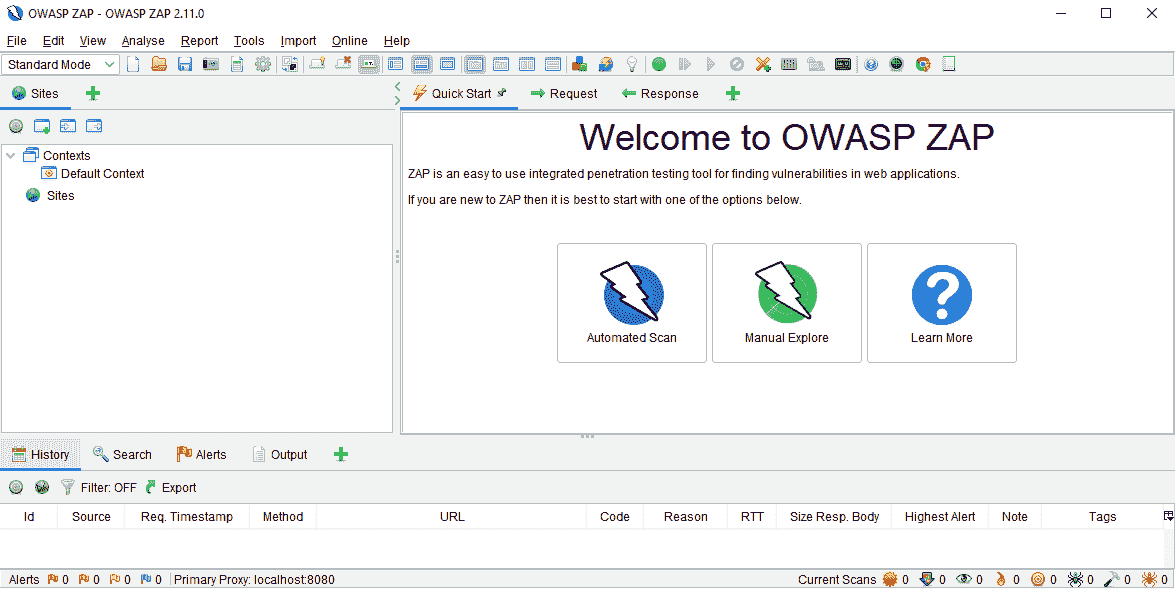 OWASP ZAP - OWASP ZAP 2.11.0
File Edit View Analyse Report Tools Import Online Help
Standard Mode
Sites
Quick Start Request Response
Contexts
Default Context
Sites
Welcome to OWASP ZAP
ZAP is an easy to use integrated penetration testing tool for finding vulnerabilities in web applications.
If you are new to ZAP then it is best to start with one of the options below.
Automated Scan Manual Explore Learn More
History Search Alerts Output
Filter: OFF Export
Id Source Req. Timestamp Method URL Code Reason RTT Size Resp. Body Highest Alert Note Tags
Alerts 0 0 0 0 Primary Proxy: localhost:8080 Current Scans 0 0 0 0 0 0 0 0